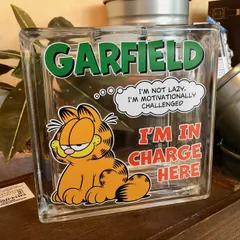 GARFIELD
I'M NOT LAZY,
I'M MOTIVATIONALLY
CHALLENGED
I'M IN
CHARGE
HERE